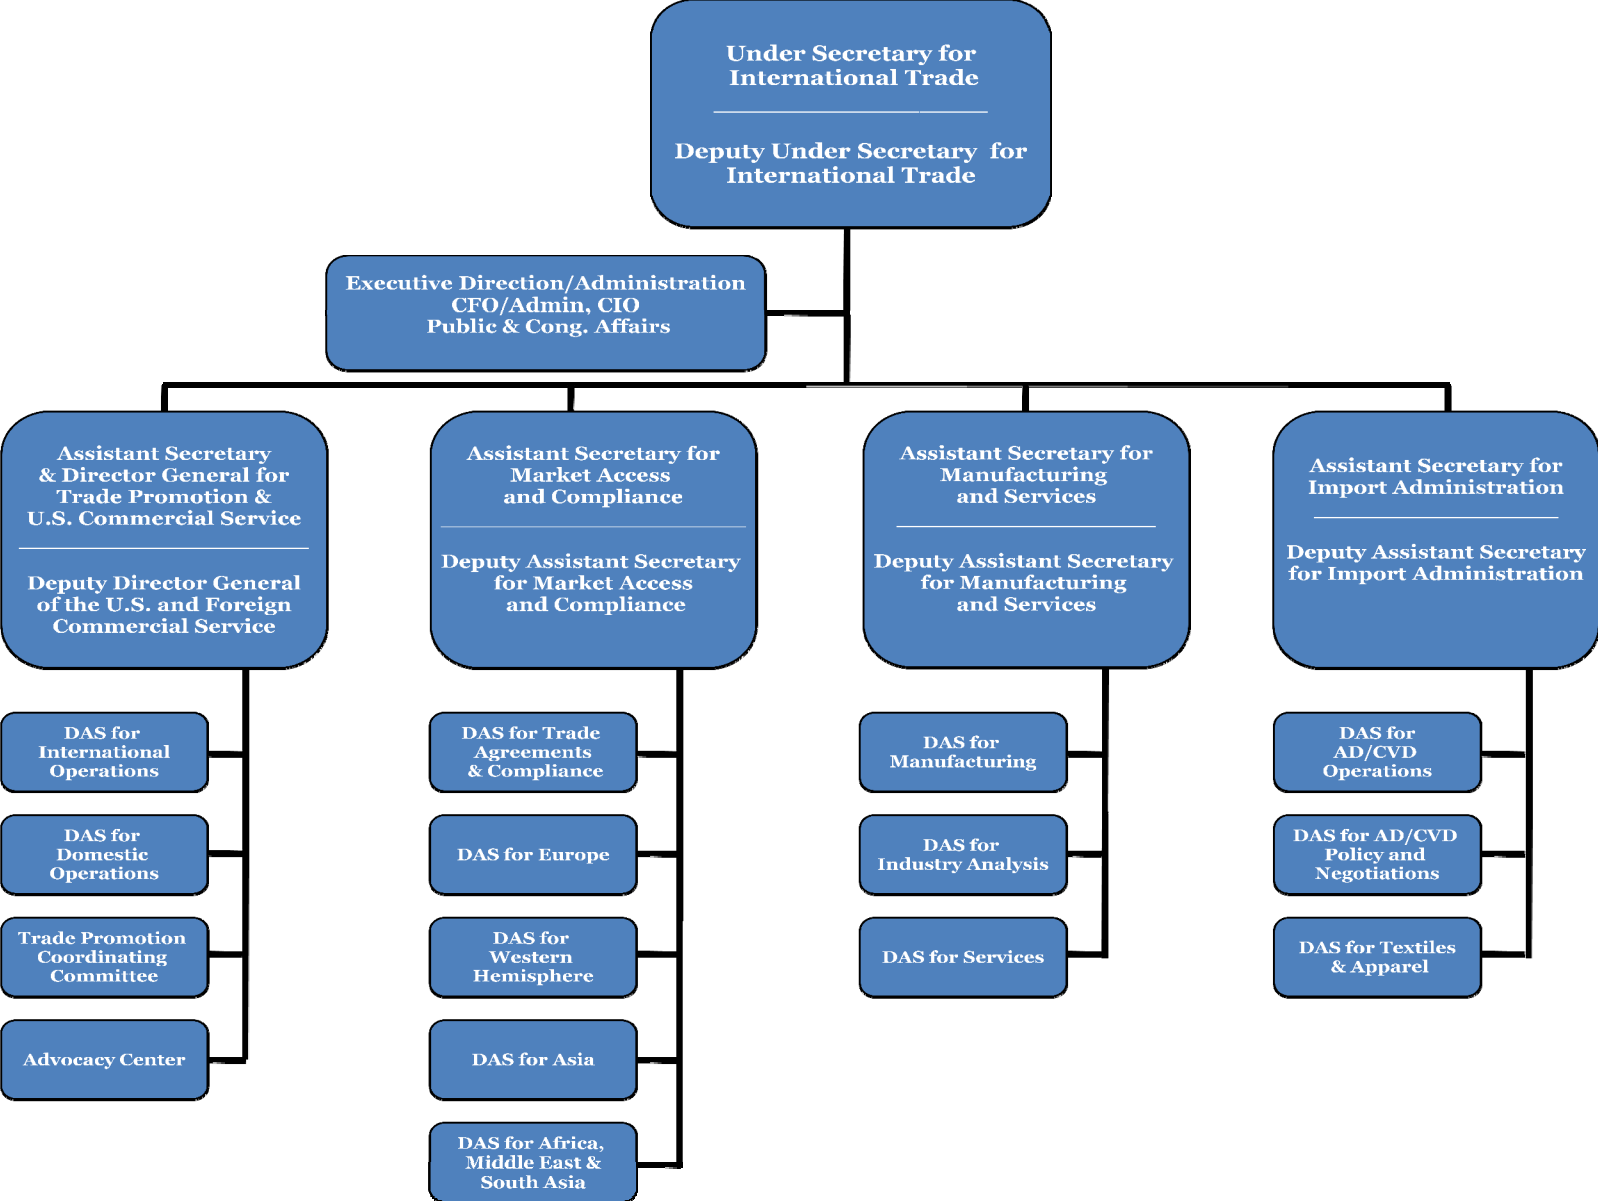 Under Secretary for
International Trade
Deputy Under Secretary for
International Trade
Executive Direction/Administration
CFO/Admin, CIO
Public & Cong. Affairs
Assistant Secretary
& Director General for
Trade Promotion &
U.S. Commercial Service
Deputy Director General
of the U.S. and Foreign
Commercial Service
Assistant Secretary for
Market Access
and Compliance
Deputy Assistant Secretary
for Market Access
and Compliance
Assistant Secretary for
Manufacturing
and Services
Deputy Assistant Secretary
for Manufacturing
and Services
Assistant Secretary for
Import Administration
Deputy Assistant Secretary
for Import Administration
DAS for
International
Operations
DAS for
Domestic
Operations
Trade Promotion
Coordinating
Committee
Advocacy Center
DAS for Trade
Agreements
& Compliance
DAS for Europe
DAS for
Western
Hemisphere
DAS for Asia
DAS for Africa,
Middle East &
South Asia
DAS for
Manufacturing
DAS for
Industry Analysis
DAS for Services
DAS for
AD/CVD
Operations
DAS for AD/CVD
Policy and
Negotiations
DAS for Textiles
& Apparel